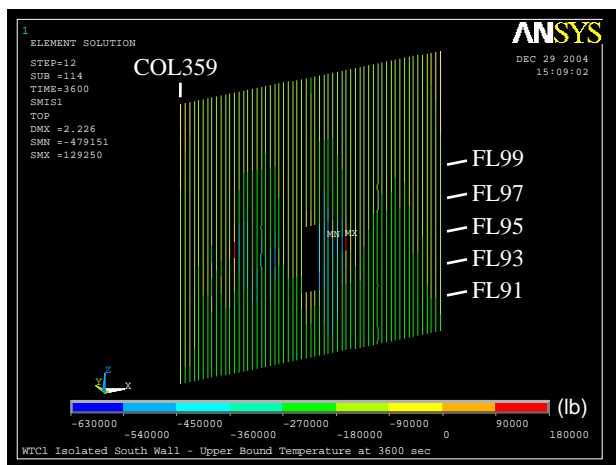 1
ANSYS
ELEMENT SOLUTION
DEC 29 2004
15:09:02
STEP=12
SUB =114
TIME=3600
SMIS1
TOP
DMX =2.226
SMN =-479151
SMX =129250
COL359
FL99
FL97
FL95
MN MX
FL93
FL91
Z
Y
X
(lb)
-630000 -450000 -270000 -90000 90000
-540000 -360000 -180000 0 180000
WTC1 Isolated South Wall - Upper Bound Temperature at 3600 sec